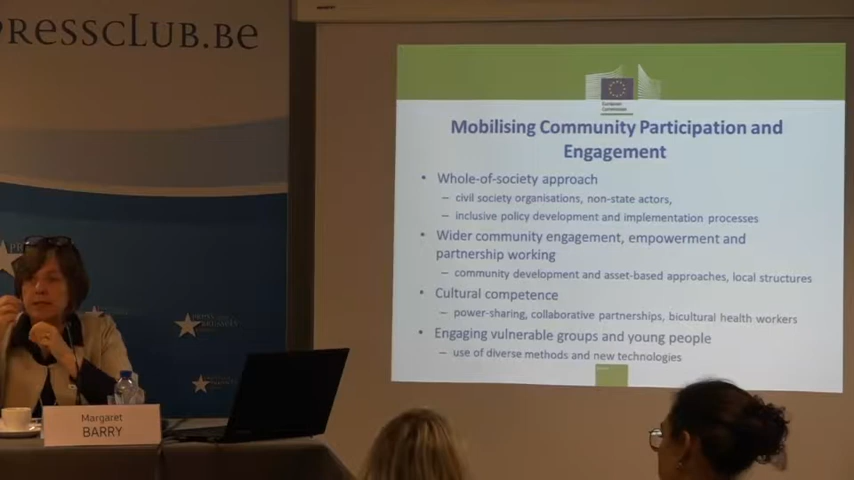 PRESSCLUB.BE
European
Commission
Mobilising Community Participation and
Engagement
• Whole-of-society approach
– civil society organisations, non-state actors,
– inclusive policy development and implementation processes
• Wider community engagement, empowerment and
partnership working
– community development and asset-based approaches, local structures
• Cultural competence
– power-sharing, collaborative partnerships, bicultural health workers
• Engaging vulnerable groups and young people
– use of diverse methods and new technologies
Margaret
BARRY